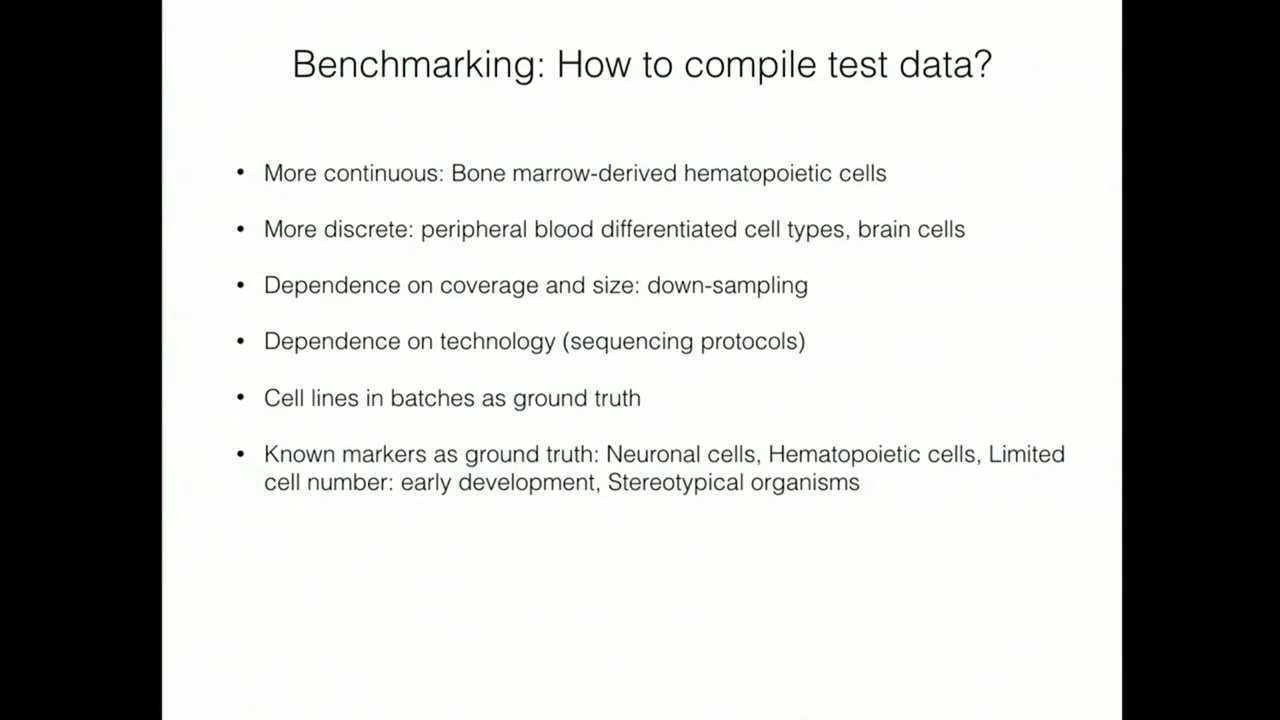 Benchmarking: How to compile test data?
• More continuous: Bone marrow-derived hematopoietic cells
• More discrete: peripheral blood differentiated cell types, brain cells
• Dependence on coverage and size: down-sampling
• Dependence on technology (sequencing protocols)
• Cell lines in batches as ground truth
• Known markers as ground truth: Neuronal cells, Hematopoietic cells, Limited
cell number: early development, Stereotypical organisms